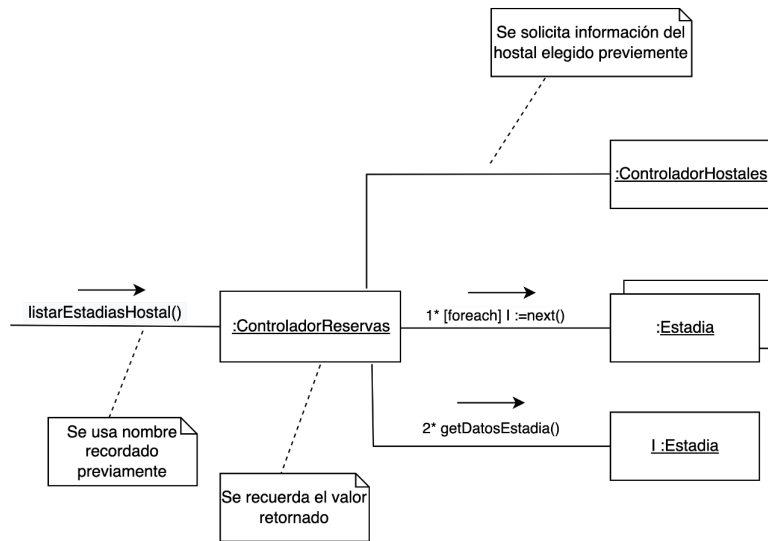 Se solicita información del
hostal elegido previemente
:ControladorHostales
listarEstadiasHostal()
:ControladorReservas
1* [foreach] I :=next()
:Estadia
Se usa nombre
recordado
previamente
2* getDatosEstadia()
I :Estadia
Se recuerda el valor
retornado